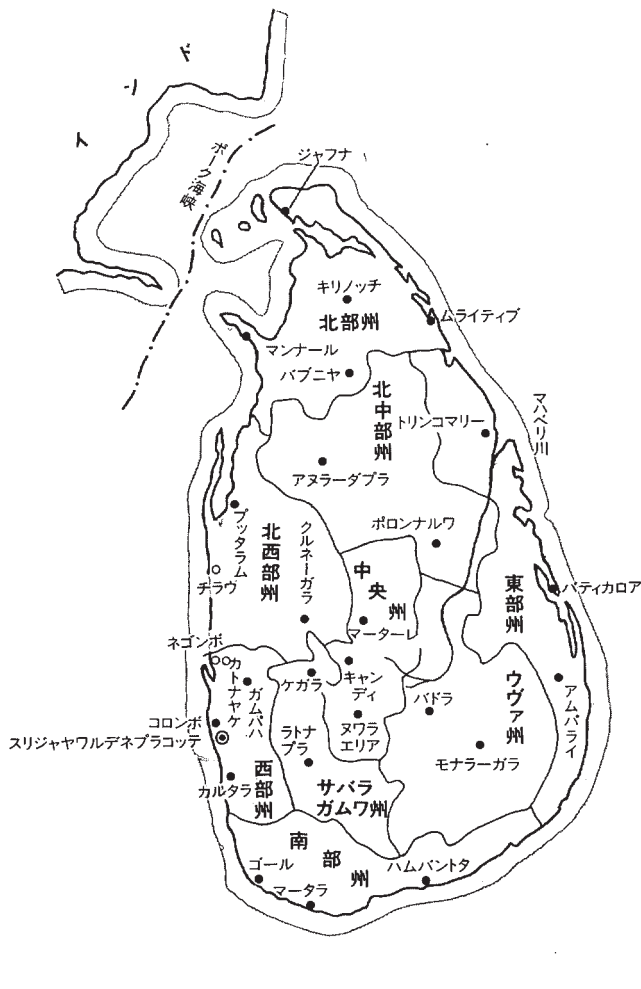 インド
ポーク海峡
ジャフナ
キリノッチ
北部州
ムライティブ
マンナール
バブニヤ
北中部州
トリンコマリー
マハベリ川
アヌラーダプラ
プッタラム
北西部州
クルネーガラ
ポロンナルワ
チラウ
中央州
東部州
バティカロア
マーターレ
ネゴンボ
カトナヤケ
ガムパハ
ケガラ
キャンディ
バドラ
ウヴァ州
アムパライ
コロンボ
スリジャヤワルデネプラコッテ
ラトナ
プラ
ヌワラ
エリア
モナラーガラ
カルタラ
西部州
サバラ
ガムワ州
南部州
ゴール
マータラ
ハムバントタ